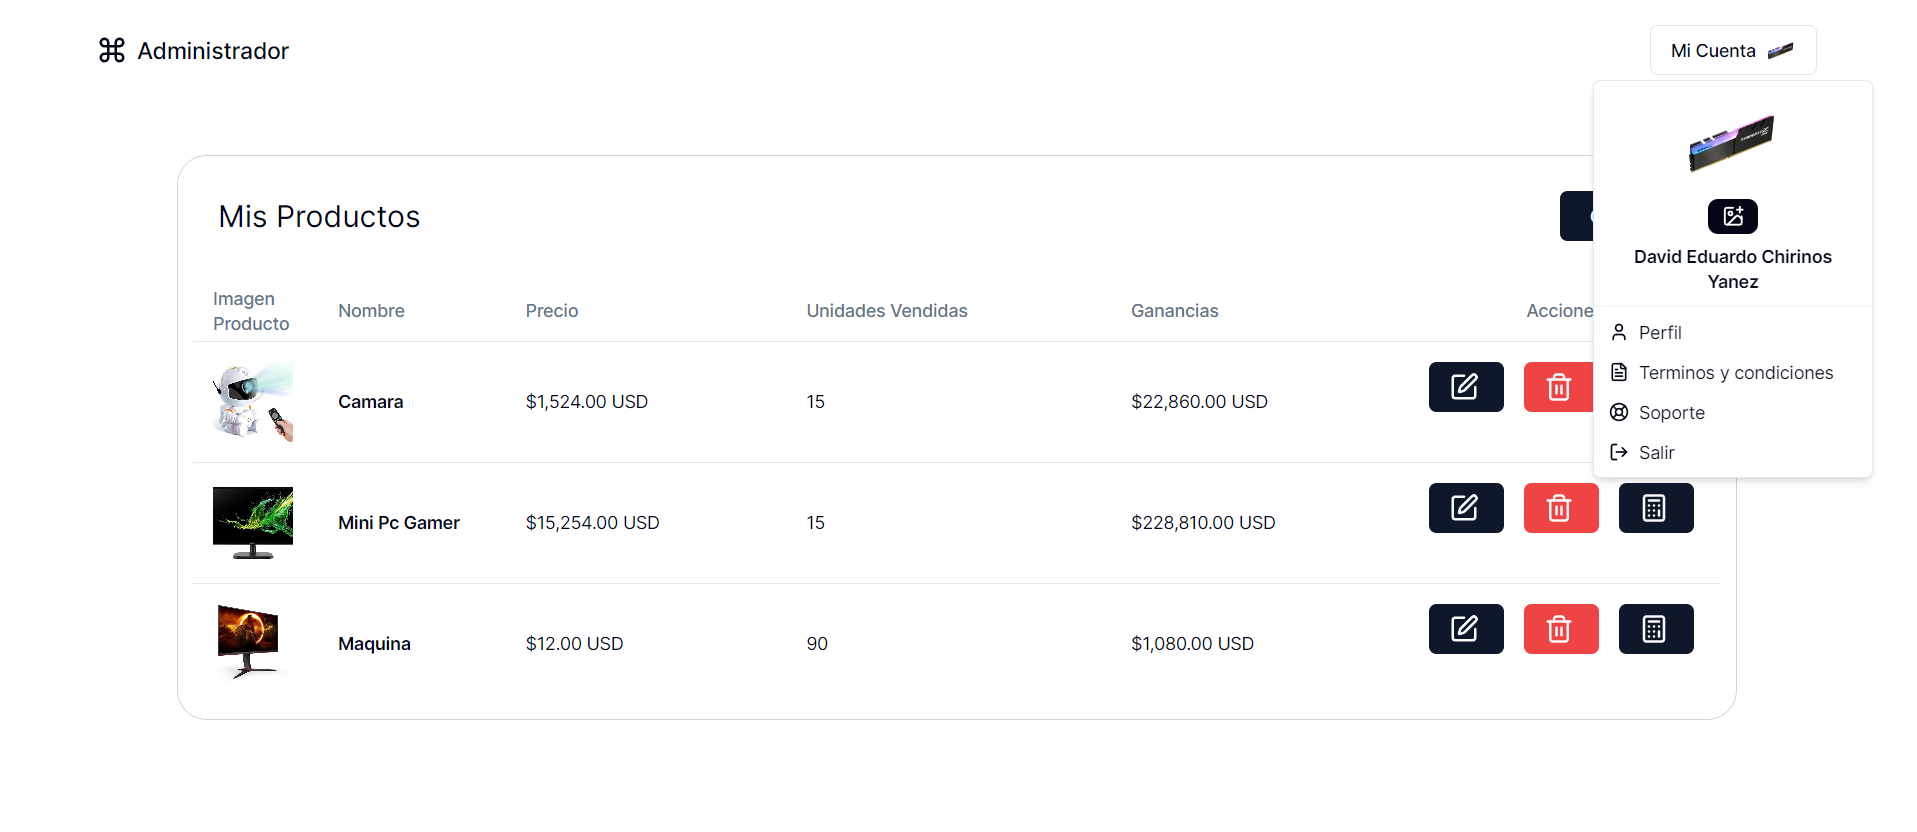 Administrador
Mi Cuenta
David Eduardo Chirinos
Yanez
Perfil
Terminos y condiciones
Soporte
Salir
Mis Productos
Imagen
Producto
Nombre
Precio
Unidades Vendidas
Ganancias
Accione
Camara
$1,524.00 USD
15
$22,860.00 USD
Mini Pc Gamer
$15,254.00 USD
15
$228,810.00 USD
Maquina
$12.00 USD
90
$1,080.00 USD